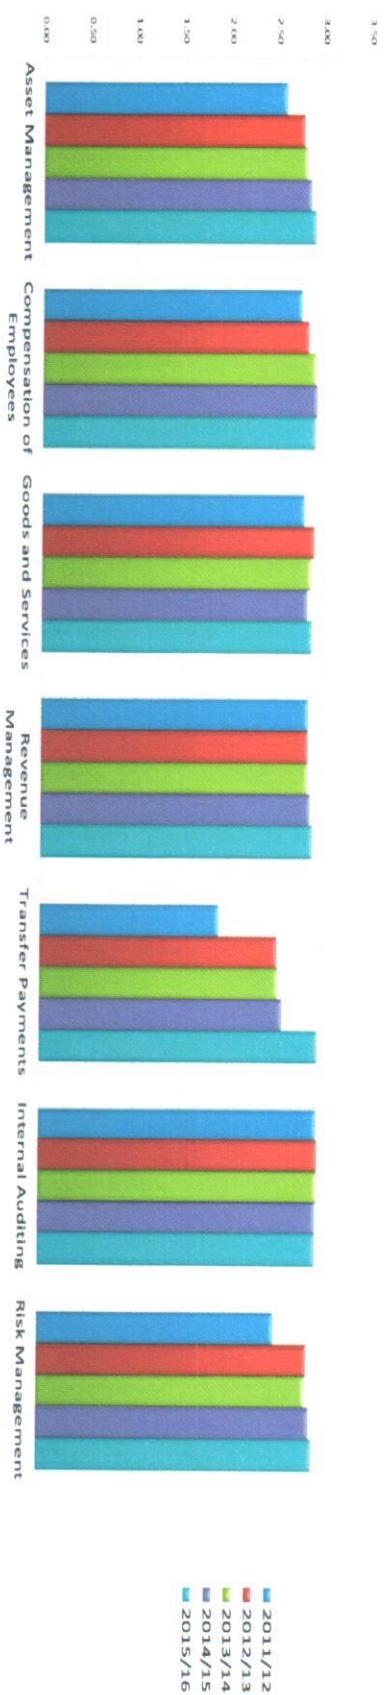 3.50
3.00
2.50
2.00
1.50
1.00
0.50
0.00
Asset Management
Compensation of
Employees
Goods and Services
Revenue
Management
Transfer Payments
Internal Auditing
Risk Management
2011/12
2012/13
2013/14
2014/15
2015/16